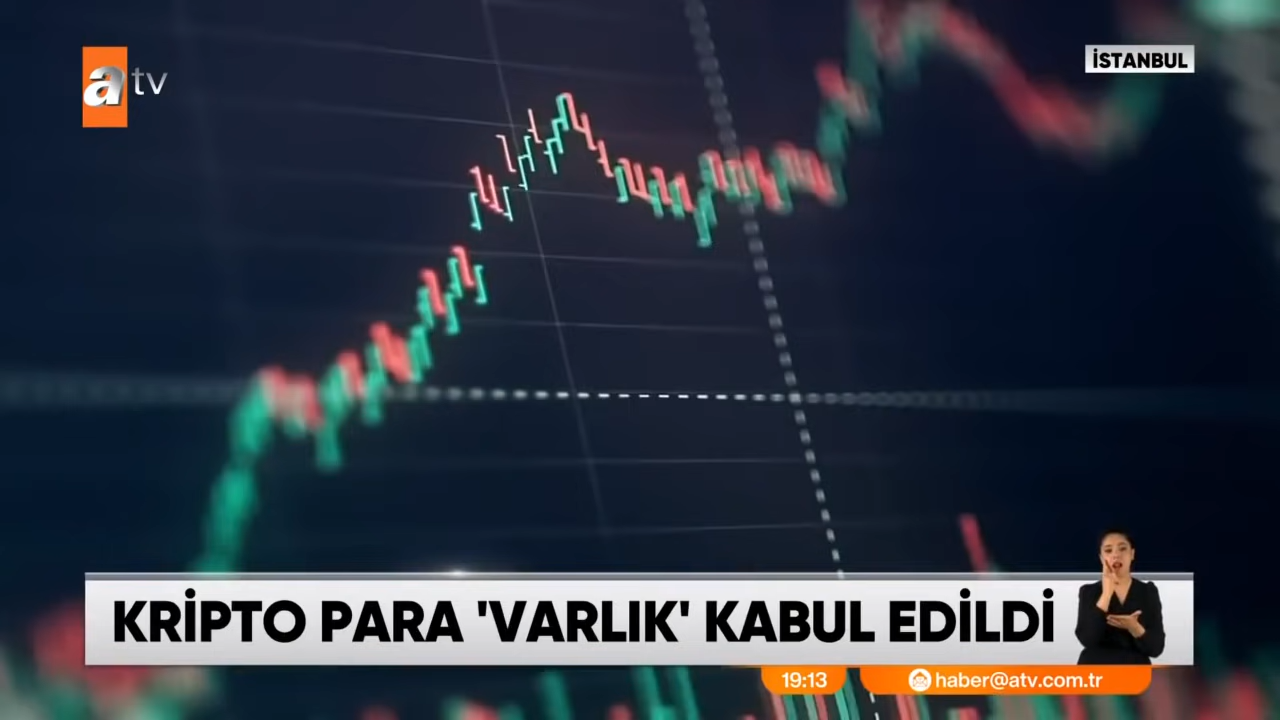 atv
İSTANBUL
KRİPTO PARA 'VARLIK' KABUL EDİLDİ
19:13
haber@atv.com.tr